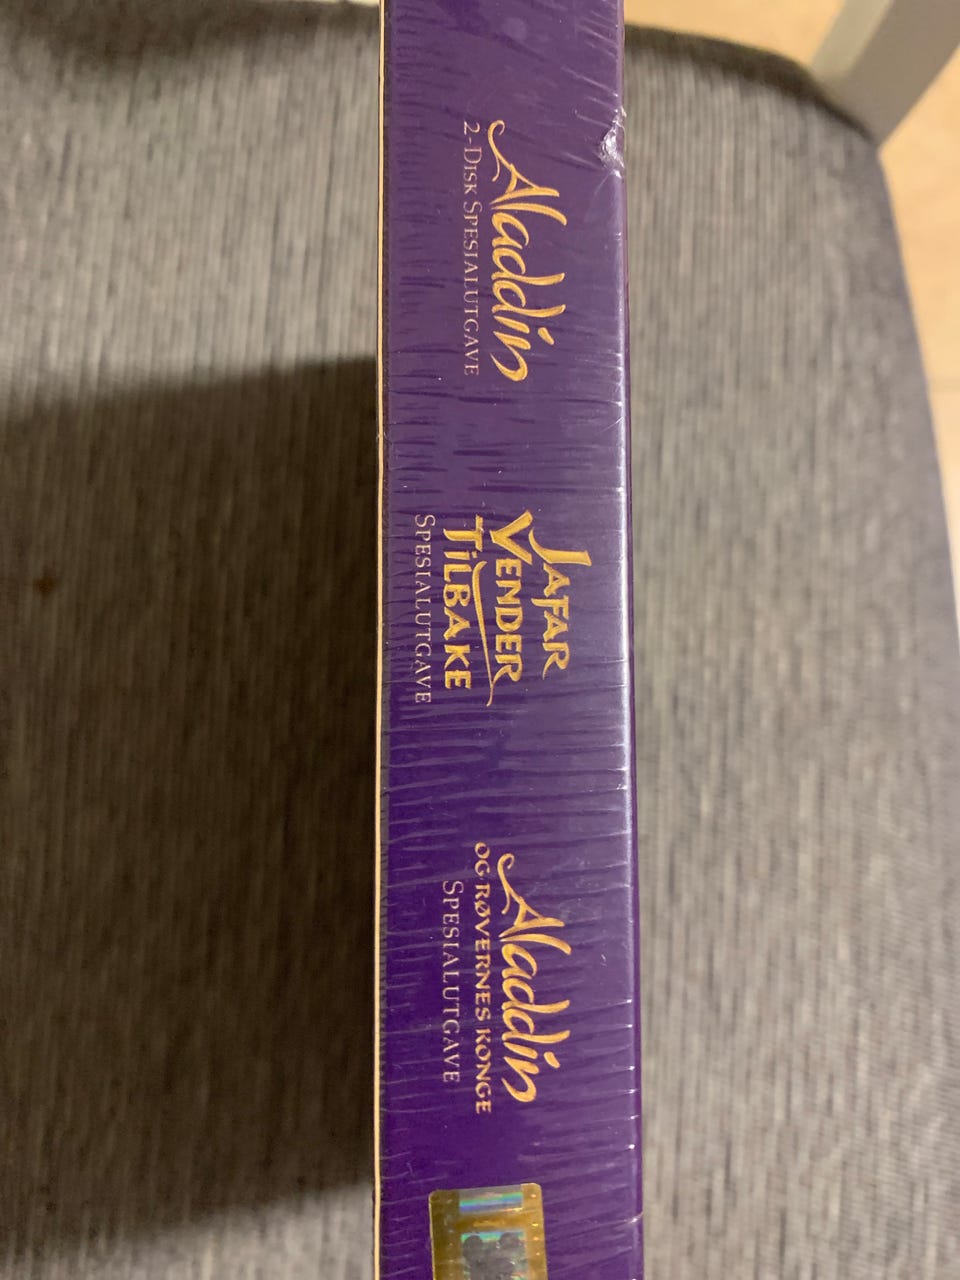 Aladdin
2-Disk Spesialutgave
Jafar
Vender
Tilbake
Spesialutgave
Aladdin
og Røvernes Konge
Spesialutgave